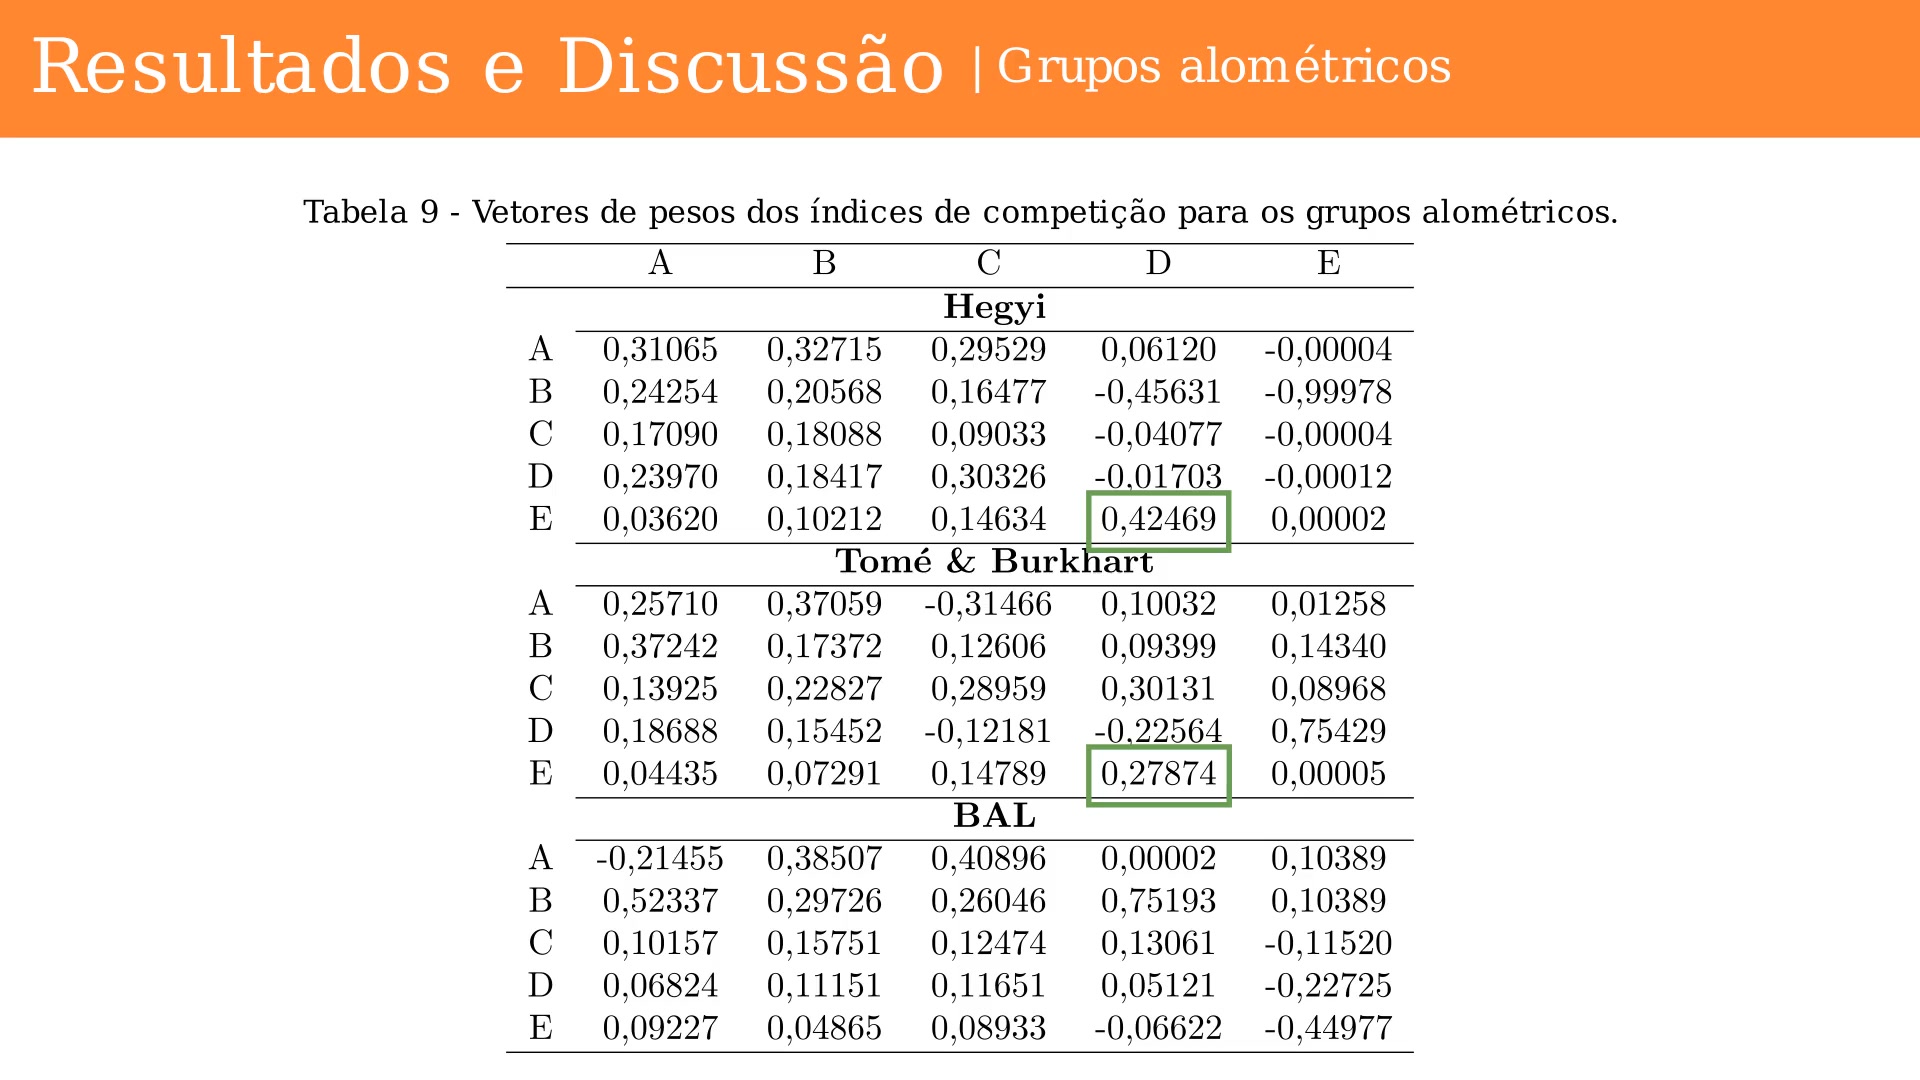 Resultados e Discussão | Grupos alométricos
Tabela 9 - Vetores de pesos dos índices de competição para os grupos alométricos.
A B C D E
Hegyi
A 0,31065 0,32715 0,29529 0,06120 -0,00004
B 0,24254 0,20568 0,16477 -0,45631 -0,99978
C 0,17090 0,18088 0,09033 -0,04077 -0,00004
D 0,23970 0,18417 0,30326 -0,01703 -0,00012
E 0,03620 0,10212 0,14634 0,42469 0,00002
Tomé & Burkhart
A 0,25710 0,37059 -0,31466 0,10032 0,01258
B 0,37242 0,17372 0,12606 0,09399 0,14340
C 0,13925 0,22827 0,28959 0,30131 0,08968
D 0,18688 0,15452 -0,12181 -0,22564 0,75429
E 0,04435 0,07291 0,14789 0,27874 0,00005
BAL
A -0,21455 0,38507 0,40896 0,00002 0,10389
B 0,52337 0,29726 0,26046 0,75193 0,10389
C 0,10157 0,15751 0,12474 0,13061 -0,11520
D 0,06824 0,11151 0,11651 0,05121 -0,22725
E 0,09227 0,04865 0,08933 -0,06622 -0,44977